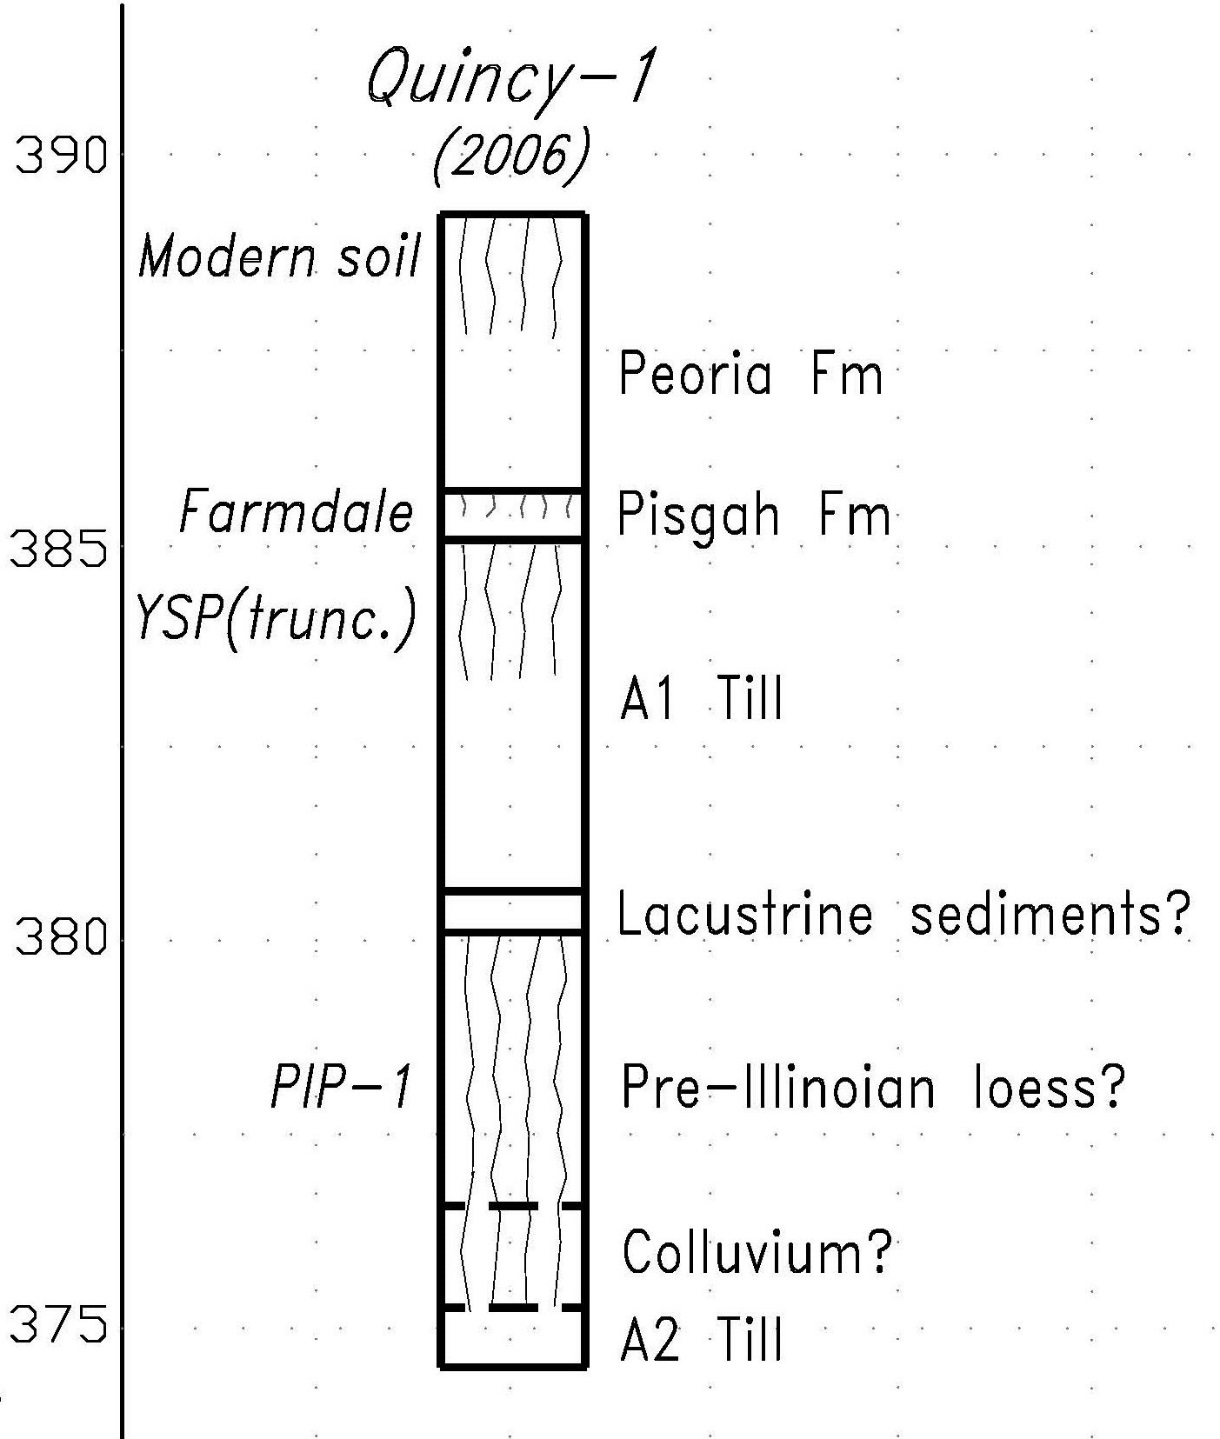 Quincy-1
(2006)
390
Modern soil
Peoria Fm
Farmdale
Pisgah Fm
385
YSP(trunc.)
A1 Till
380
Lacustrine sediments?
PIP-1
Pre-Illinoian loess?
Colluvium?
375
A2 Till